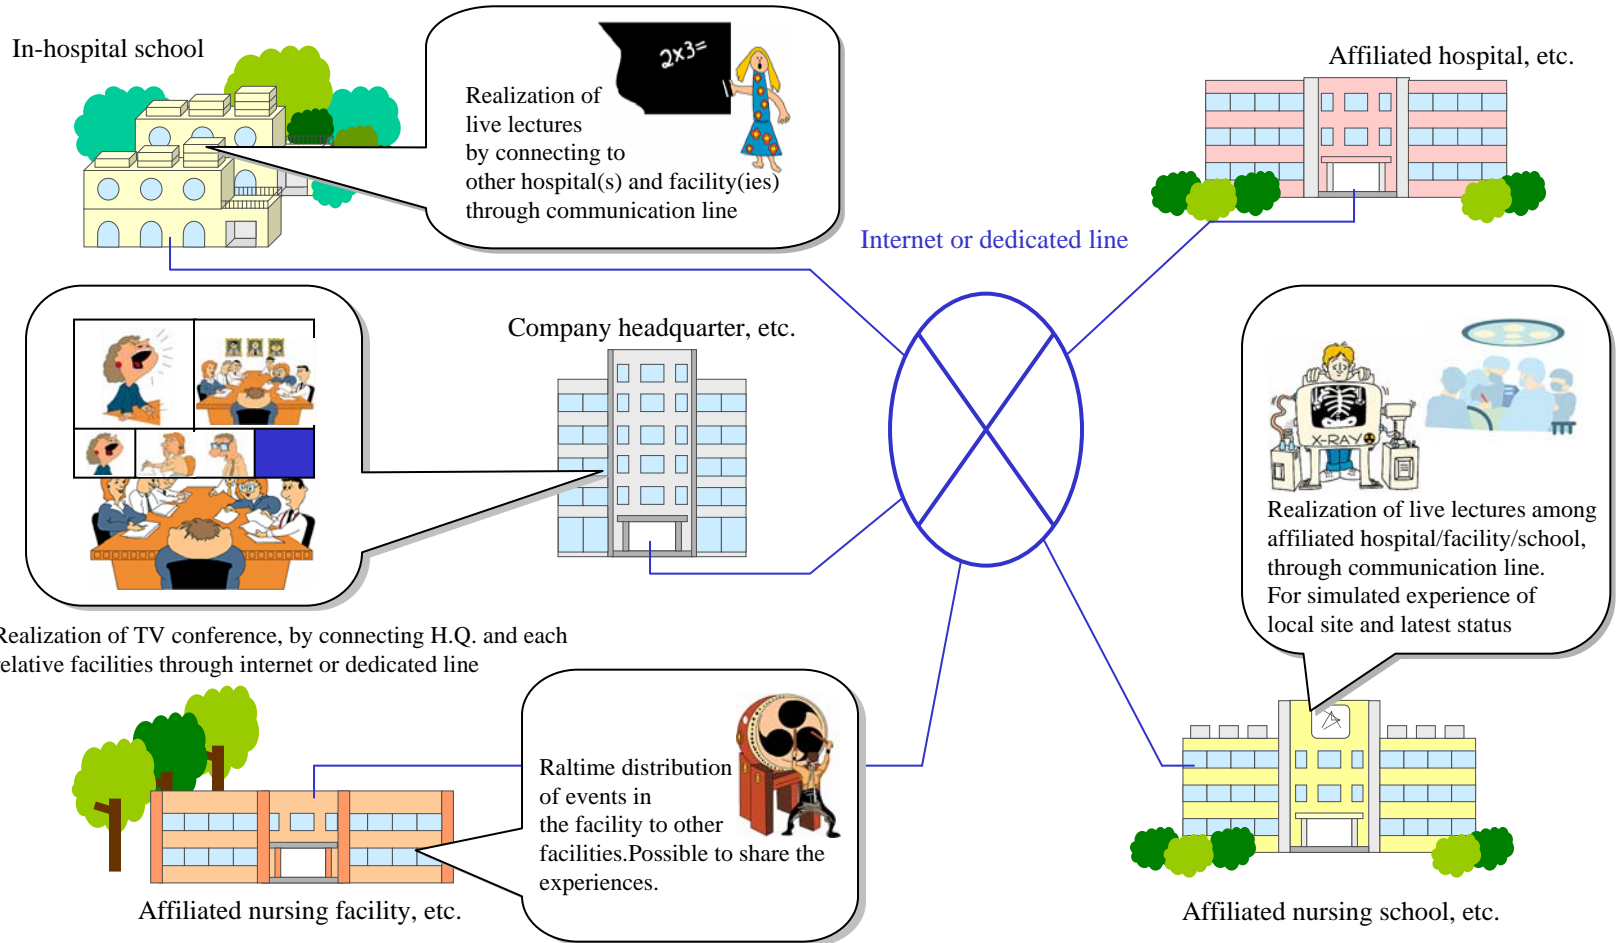 In-hospital school
2x3=
Realization of
live lectures
by connecting to
other hospital(s) and facility(ies)
through communication line
Affiliated hospital, etc.
Internet or dedicated line
Company headquarter, etc.
X-RAY
Realization of live lectures among
affiliated hospital/facility/school,
through communication line.
For simulated experience of
local site and latest status
Realization of TV conference, by connecting H.Q. and each
relative facilities through internet or dedicated line
Raltime distribution
of events in
the facility to other
facilities.Possible to share the
experiences.
Affiliated nursing facility, etc.
Affiliated nursing school, etc.